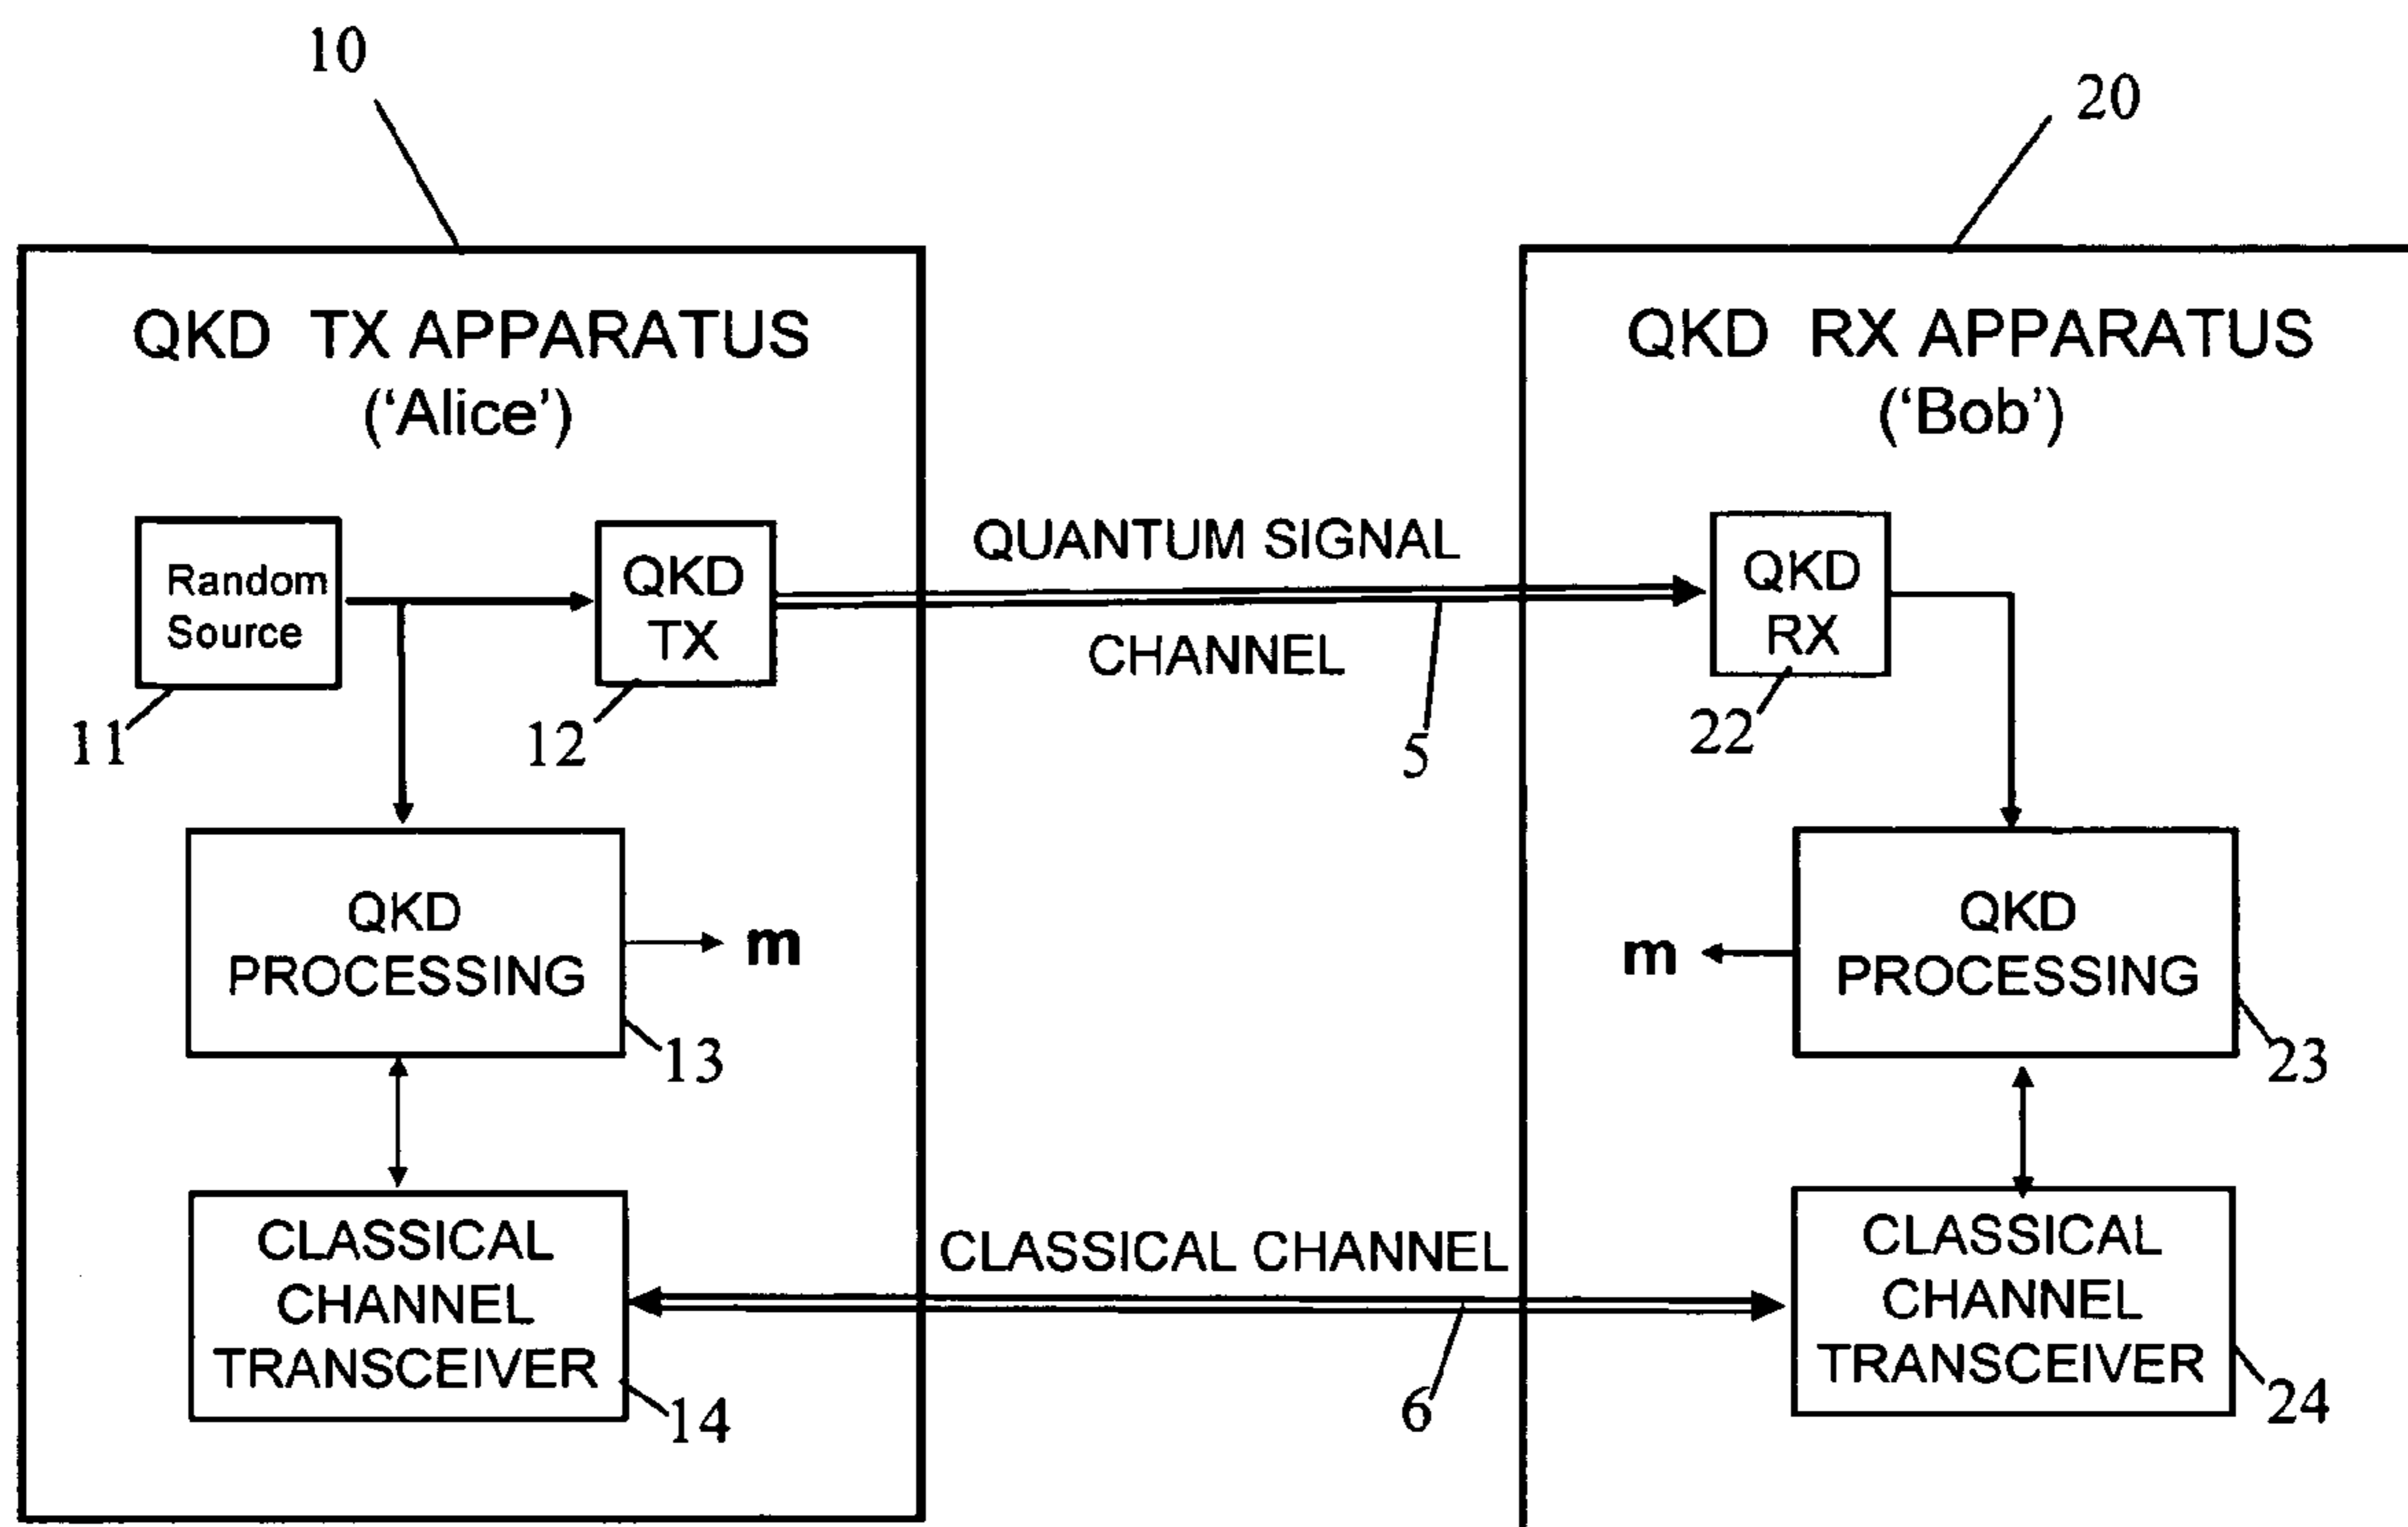 10
20
QKD TX APPARATUS
('Alice')
QKD RX APPARATUS
('Bob')
Random
Source
11
QKD
TX
12
QUANTUM SIGNAL
CHANNEL
5
QKD
RX
22
QKD
PROCESSING
13
m
m
QKD
PROCESSING
23
CLASSICAL
CHANNEL
TRANSCEIVER
14
CLASSICAL CHANNEL
6
CLASSICAL
CHANNEL
TRANSCEIVER
24